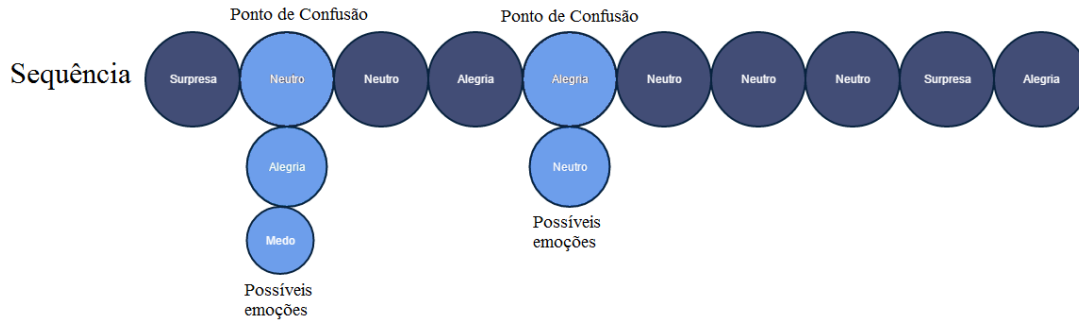 Ponto de Confusão Ponto de Confusão
Sequência Surpresa Neutro Neutro Alegria Alegria Neutro Neutro Neutro Surpresa Alegria
Alegria Neutro
Medo
Possíveis
emoções
Possíveis
emoções